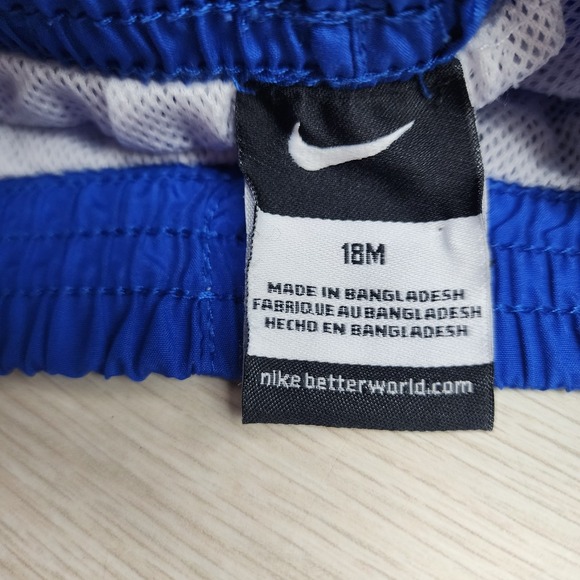 18M
MADE IN BANGLADESH
FABRIQUE AU BANGLADESH
HECHO EN BANGLADESH
nikebetterworld.com